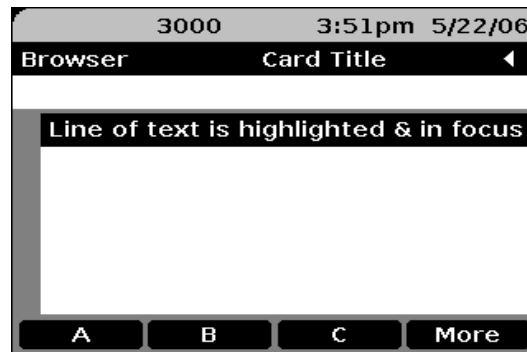 3000 3:51pm 5/22/06
Browser Card Title
Line of text is highlighted & in focus
A B C More